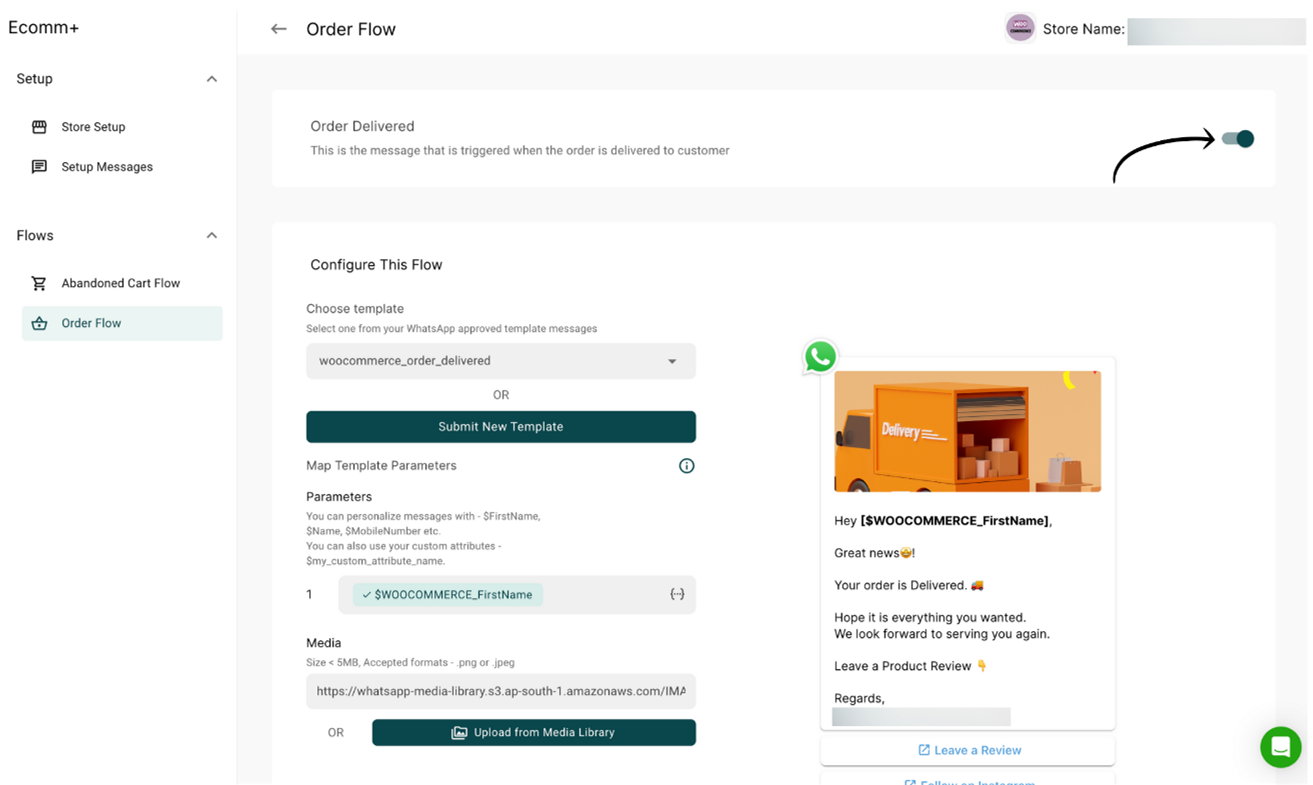 Ecomm+
Order Flow
WOO
COMMERCE
Store Name:
Setup
Store Setup
Setup Messages
Flows
Abandoned Cart Flow
Order Flow
Order Delivered
This is the message that is triggered when the order is delivered to customer
Configure This Flow
Choose template
Select one from your WhatsApp approved template messages
woocommerce_order_delivered
OR
Submit New Template
Map Template Parameters
Parameters
You can personalize messages with - $FirstName,
$Name, $MobileNumber etc.
You can also use your custom attributes -
$my_custom_attribute_name.
1 ✓ $WOOCOMMERCE_FirstName {··}
Media
Size < 5MB, Accepted formats - .png or .jpeg
https://whatsapp-media-library.s3.ap-south-1.amazonaws.com/IMA
OR
Upload from Media Library
Delivery
Hey [$WOOCOMMERCE_FirstName],
Great news🤩!
Your order is Delivered. 🚚
Hope it is everything you wanted.
We look forward to serving you again.
Leave a Product Review 👇
Regards,
Leave a Review
Follow on Instagram